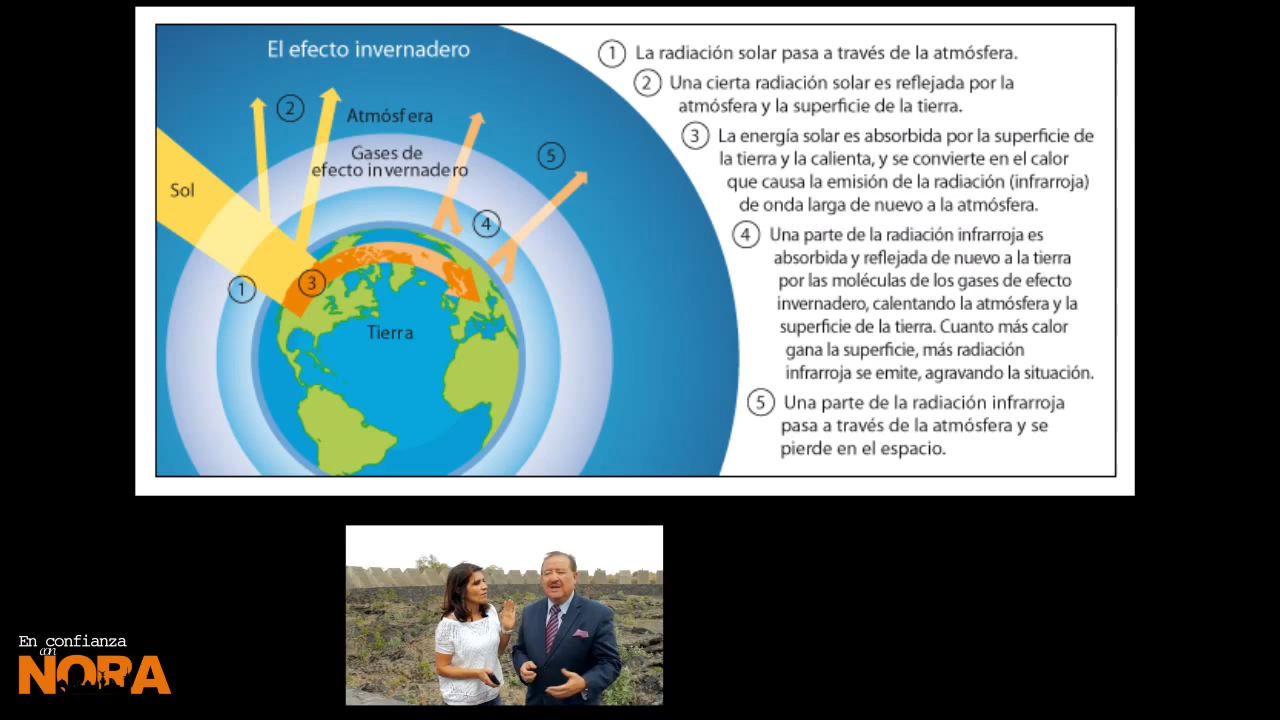 El efecto invernadero
2
Atmósfera
Gases de
efecto invernadero
5
Sol
4
1
3
Tierra
1 La radiación solar pasa a través de la atmósfera.
2 Una cierta radiación solar es reflejada por la
atmósfera y la superficie de la tierra.
3 La energía solar es absorbida por la superficie de
la tierra y la calienta, y se convierte en el calor
que causa la emisión de la radiación (infrarroja)
de onda larga de nuevo a la atmósfera.
4 Una parte de la radiación infrarroja es
absorbida y reflejada de nuevo a la tierra
por las moléculas de los gases de efecto
invernadero, calentando la atmósfera y la
superficie de la tierra. Cuanto más calor
gana la superficie, más radiación
infrarroja se emite, agravando la situación.
5 Una parte de la radiación infrarroja
pasa a través de la atmósfera y se
pierde en el espacio.
En confianza
con
NORA